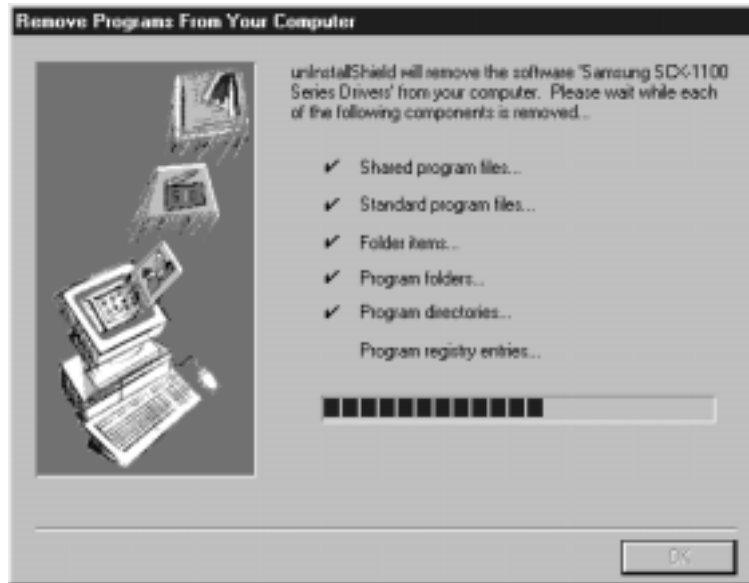 Remove Programs From Your Computer
unInstallShield will remove the software 'Samsung SCX-1100
Series Drivers' from your computer. Please wait while each
of the following components is removed...
✔ Shared program files...
✔ Standard program files...
✔ Folder items...
✔ Program folders...
✔ Program directories...
Program registry entries...
OK